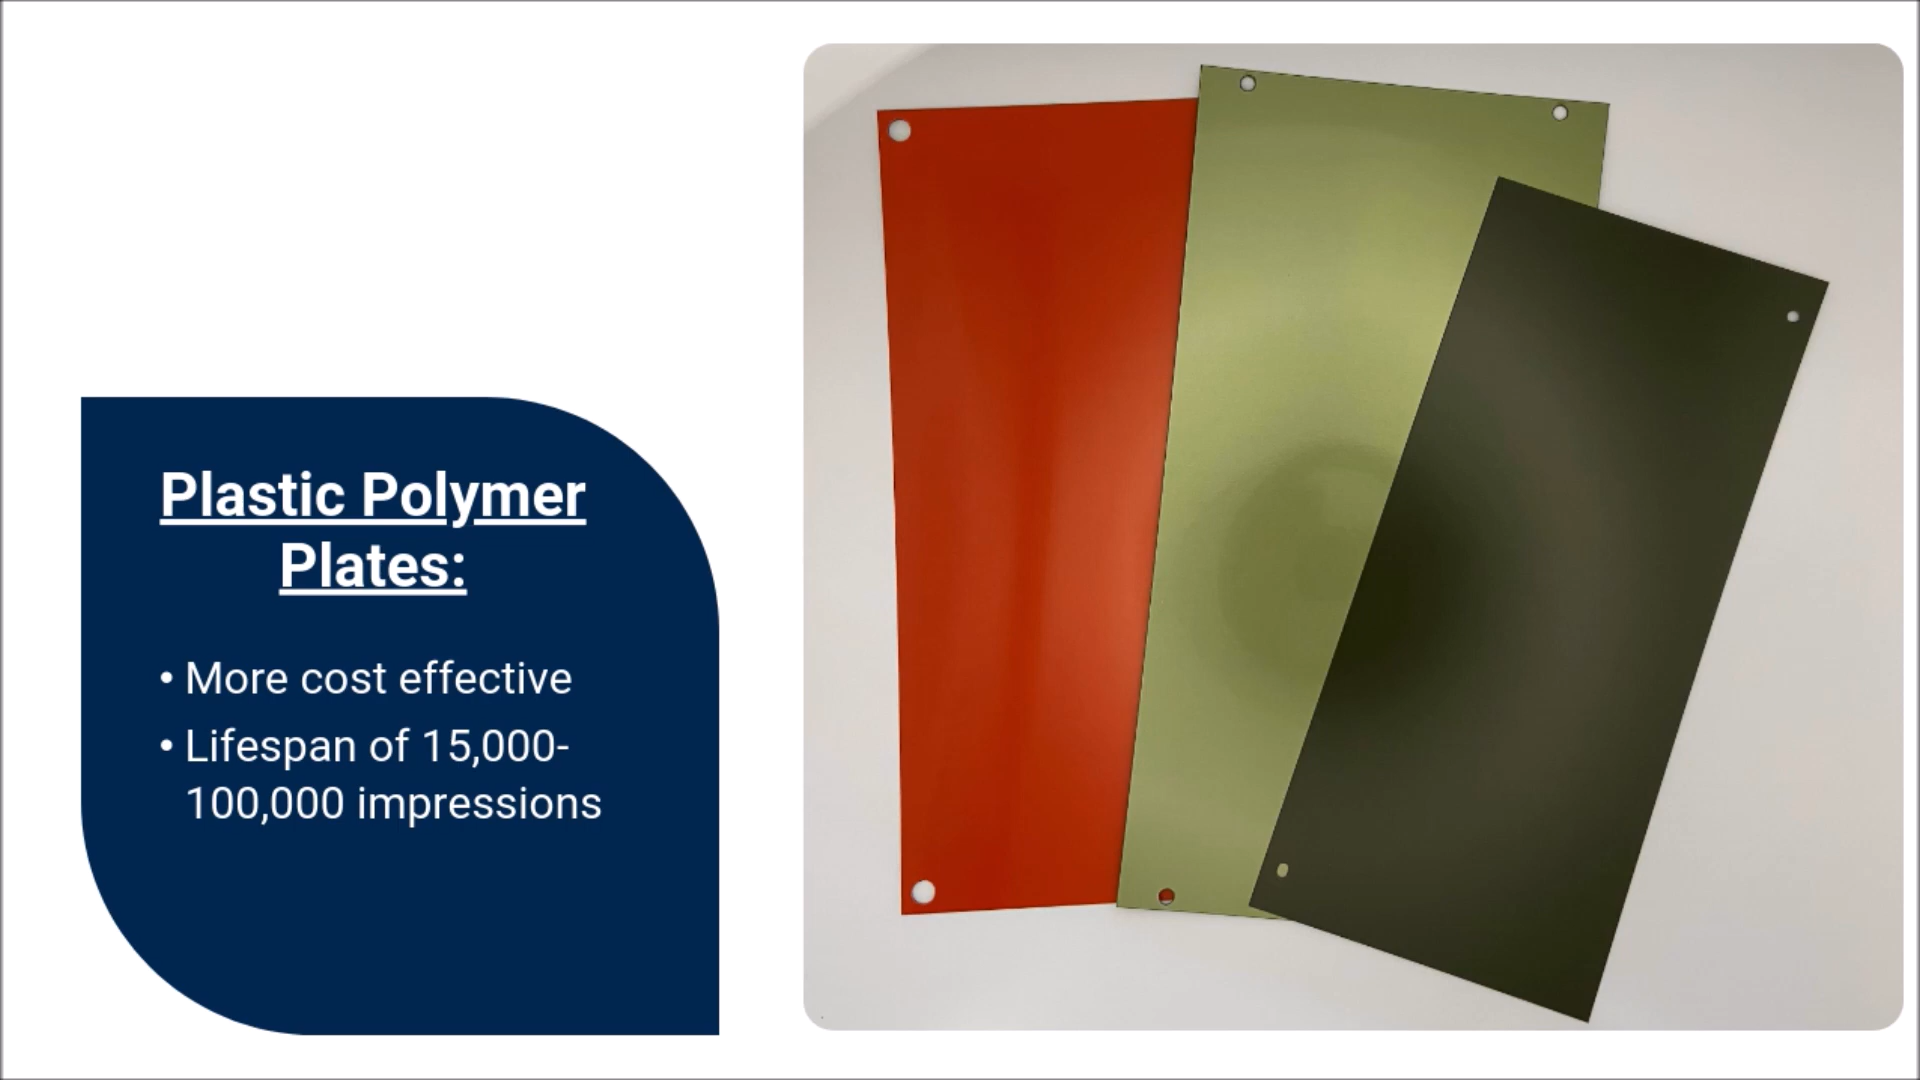 Plastic Polymer
Plates:
• More cost effective
• Lifespan of 15,000-
100,000 impressions